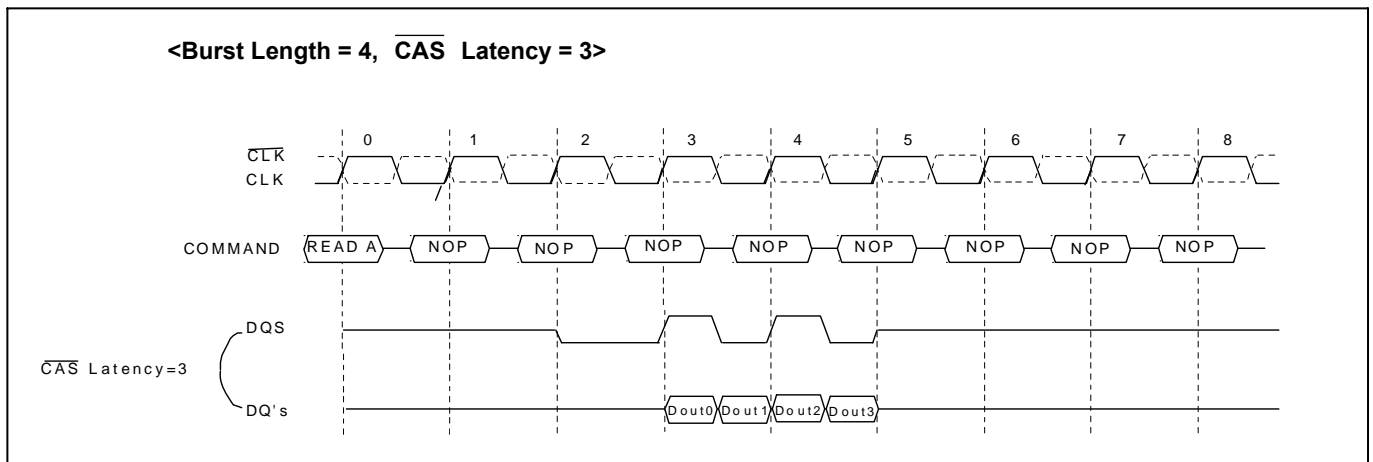 <Burst Length = 4, CAS Latency = 3>
0 1 2 3 4 5 6 7 8
CLK
CLK
COMMAND READ A NOP NOP NOP NOP NOP NOP NOP NOP
DQS
CAS Latency=3
DQ's Dout0 Dout1 Dout2 Dout3